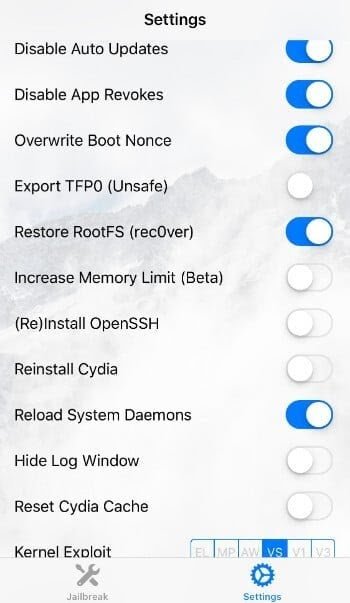 Settings
Disable Auto Updates
Disable App Revokes
Overwrite Boot Nonce
Export TFP0 (Unsafe)
Restore RootFS (rec0ver)
Increase Memory Limit (Beta)
(Re)Install OpenSSH
Reinstall Cydia
Reload System Daemons
Hide Log Window
Reset Cydia Cache
Kernel Exploit EL MP AW VS V1 V3
Jailbreak Settings